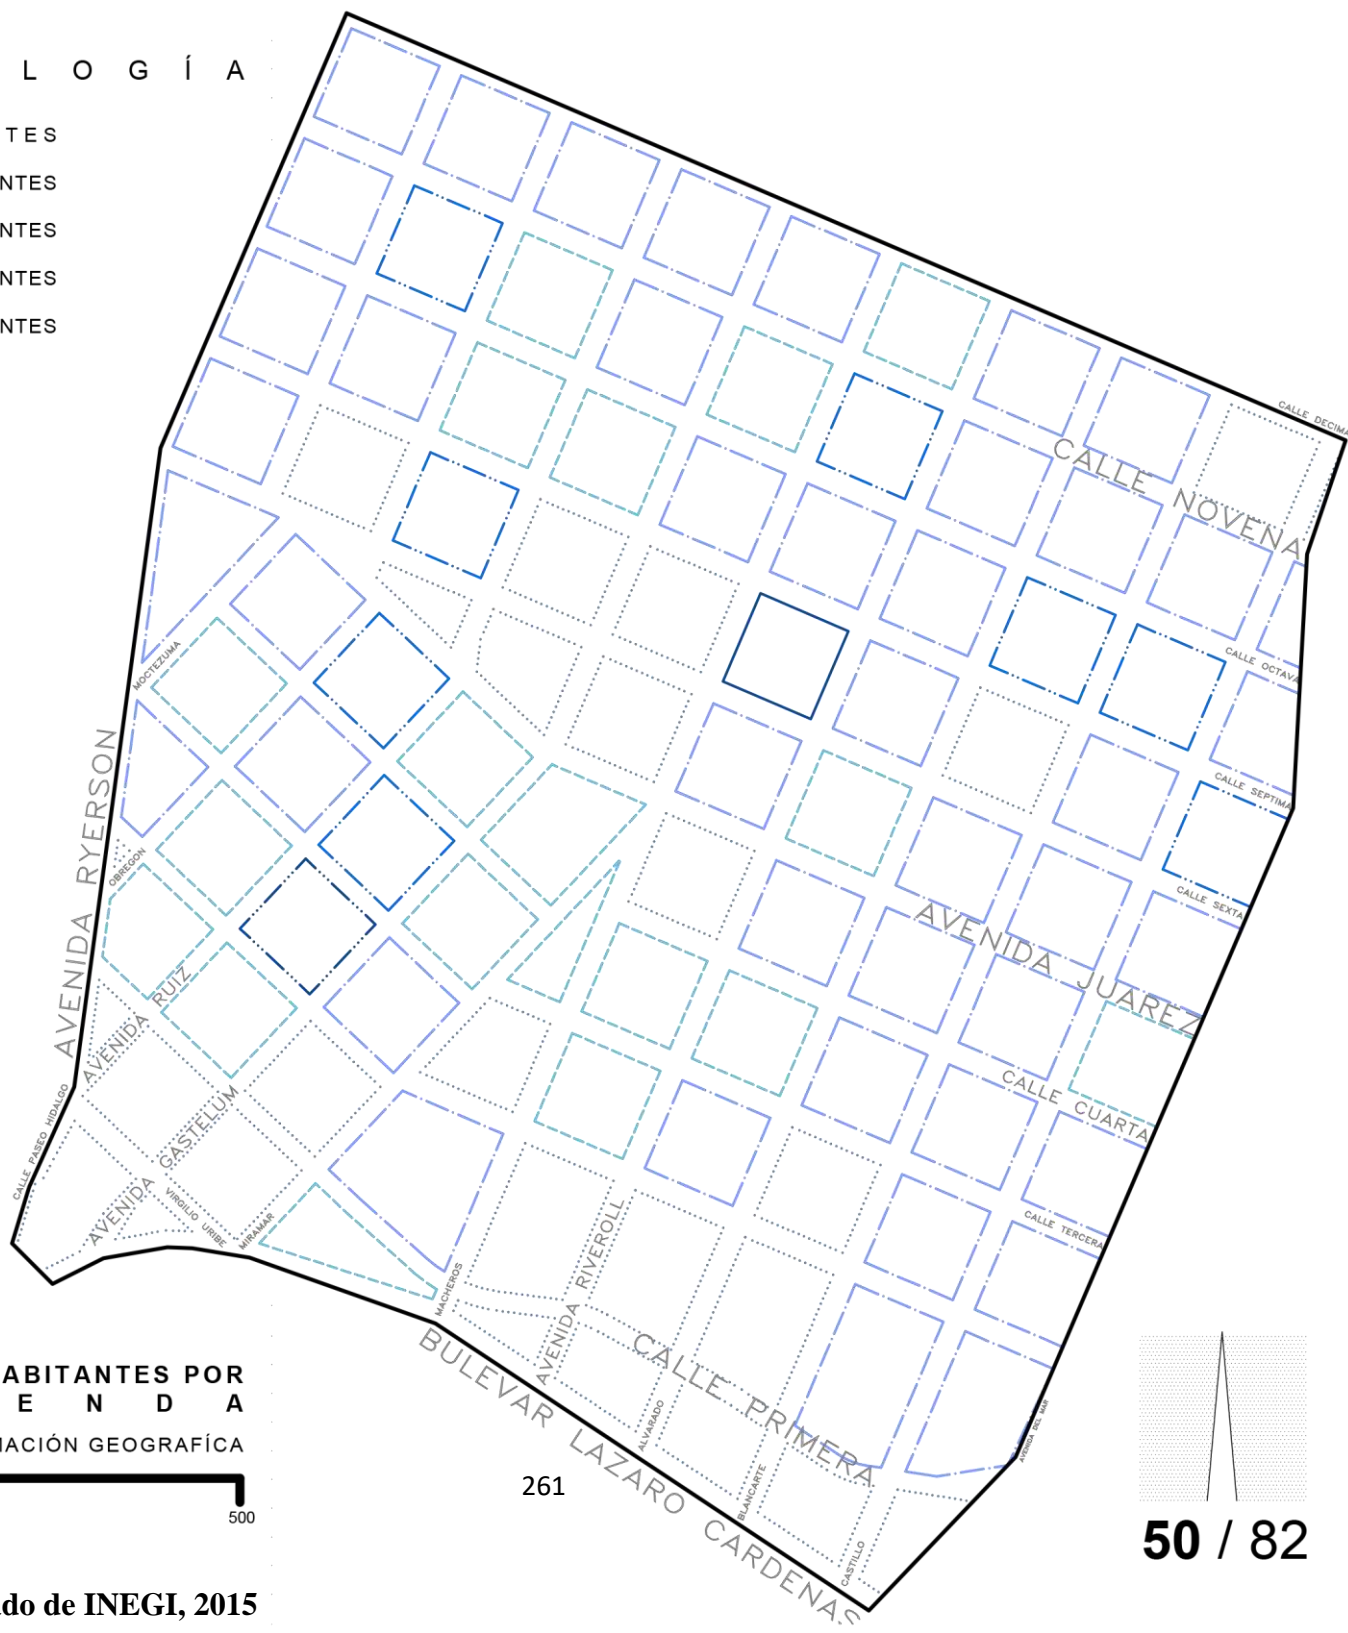 L O G Í A
TES
NTES
NTES
NTES
NTES
CALLE DECIMA
CALLE NOVENA
CALLE OCTAVA
CALLE SEPTIMA
CALLE SEXTA
AVENIDA JUAREZ
CALLE CUARTA
CALLE TERCERA
MOCTEZUMA
AVENIDA RYERSON
OBREGON
AVENIDA RUIZ
AVENIDA GASTELUM
CALLE PASEO HIDALGO
VIRGILIO URIBE
MIRAMAR
MACHEROS
AVENIDA RIVEROLL
CALLE PRIMERA
ALVARADO
BLANCARTE
CASTILLO
AVENIDA DEL MAR
BULEVAR LAZARO CARDENAS
ABITANTES POR
E N D A
MACIÓN GEOGRAFÍCA
500
261
50 / 82
do de INEGI, 2015